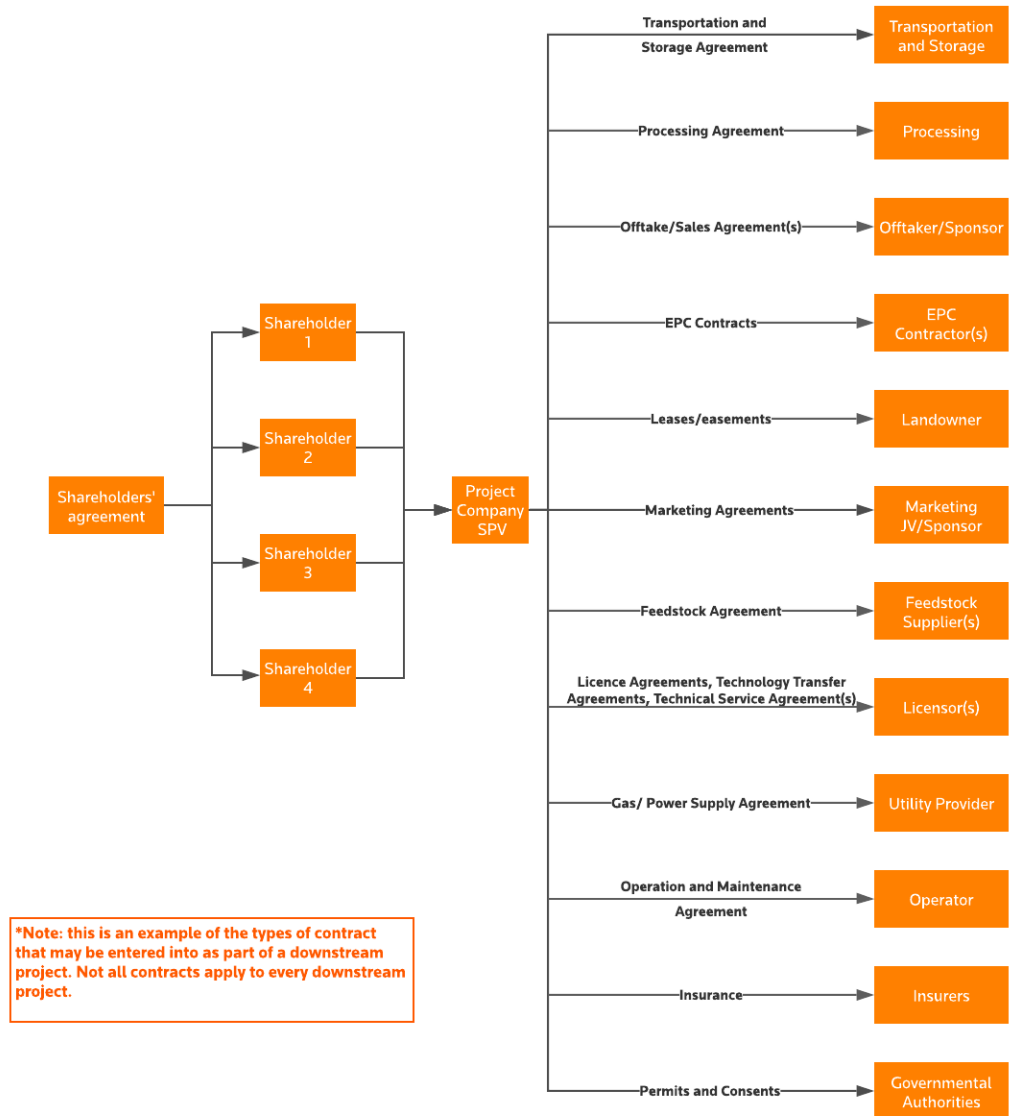 Transportation and
Storage Agreement
Transportation
and Storage
Processing Agreement
Processing
Offtake/Sales Agreement(s)
Offtaker/Sponsor
EPC Contracts
EPC
Contractor(s)
Leases/easements
Landowner
Marketing Agreements
Marketing
JV/Sponsor
Feedstock Agreement
Feedstock
Supplier(s)
Licence Agreements, Technology Transfer
Agreements, Technical Service Agreement(s)
Licensor(s)
Gas/ Power Supply Agreement
Utility Provider
Operation and Maintenance
Agreement
Operator
Insurance
Insurers
Permits and Consents
Governmental
Authorities
Shareholders'
agreement
Shareholder
1
Shareholder
2
Shareholder
3
Shareholder
4
Project
Company
SPV
*Note: this is an example of the types of contract
that may be entered into as part of a downstream
project. Not all contracts apply to every downstream
project.